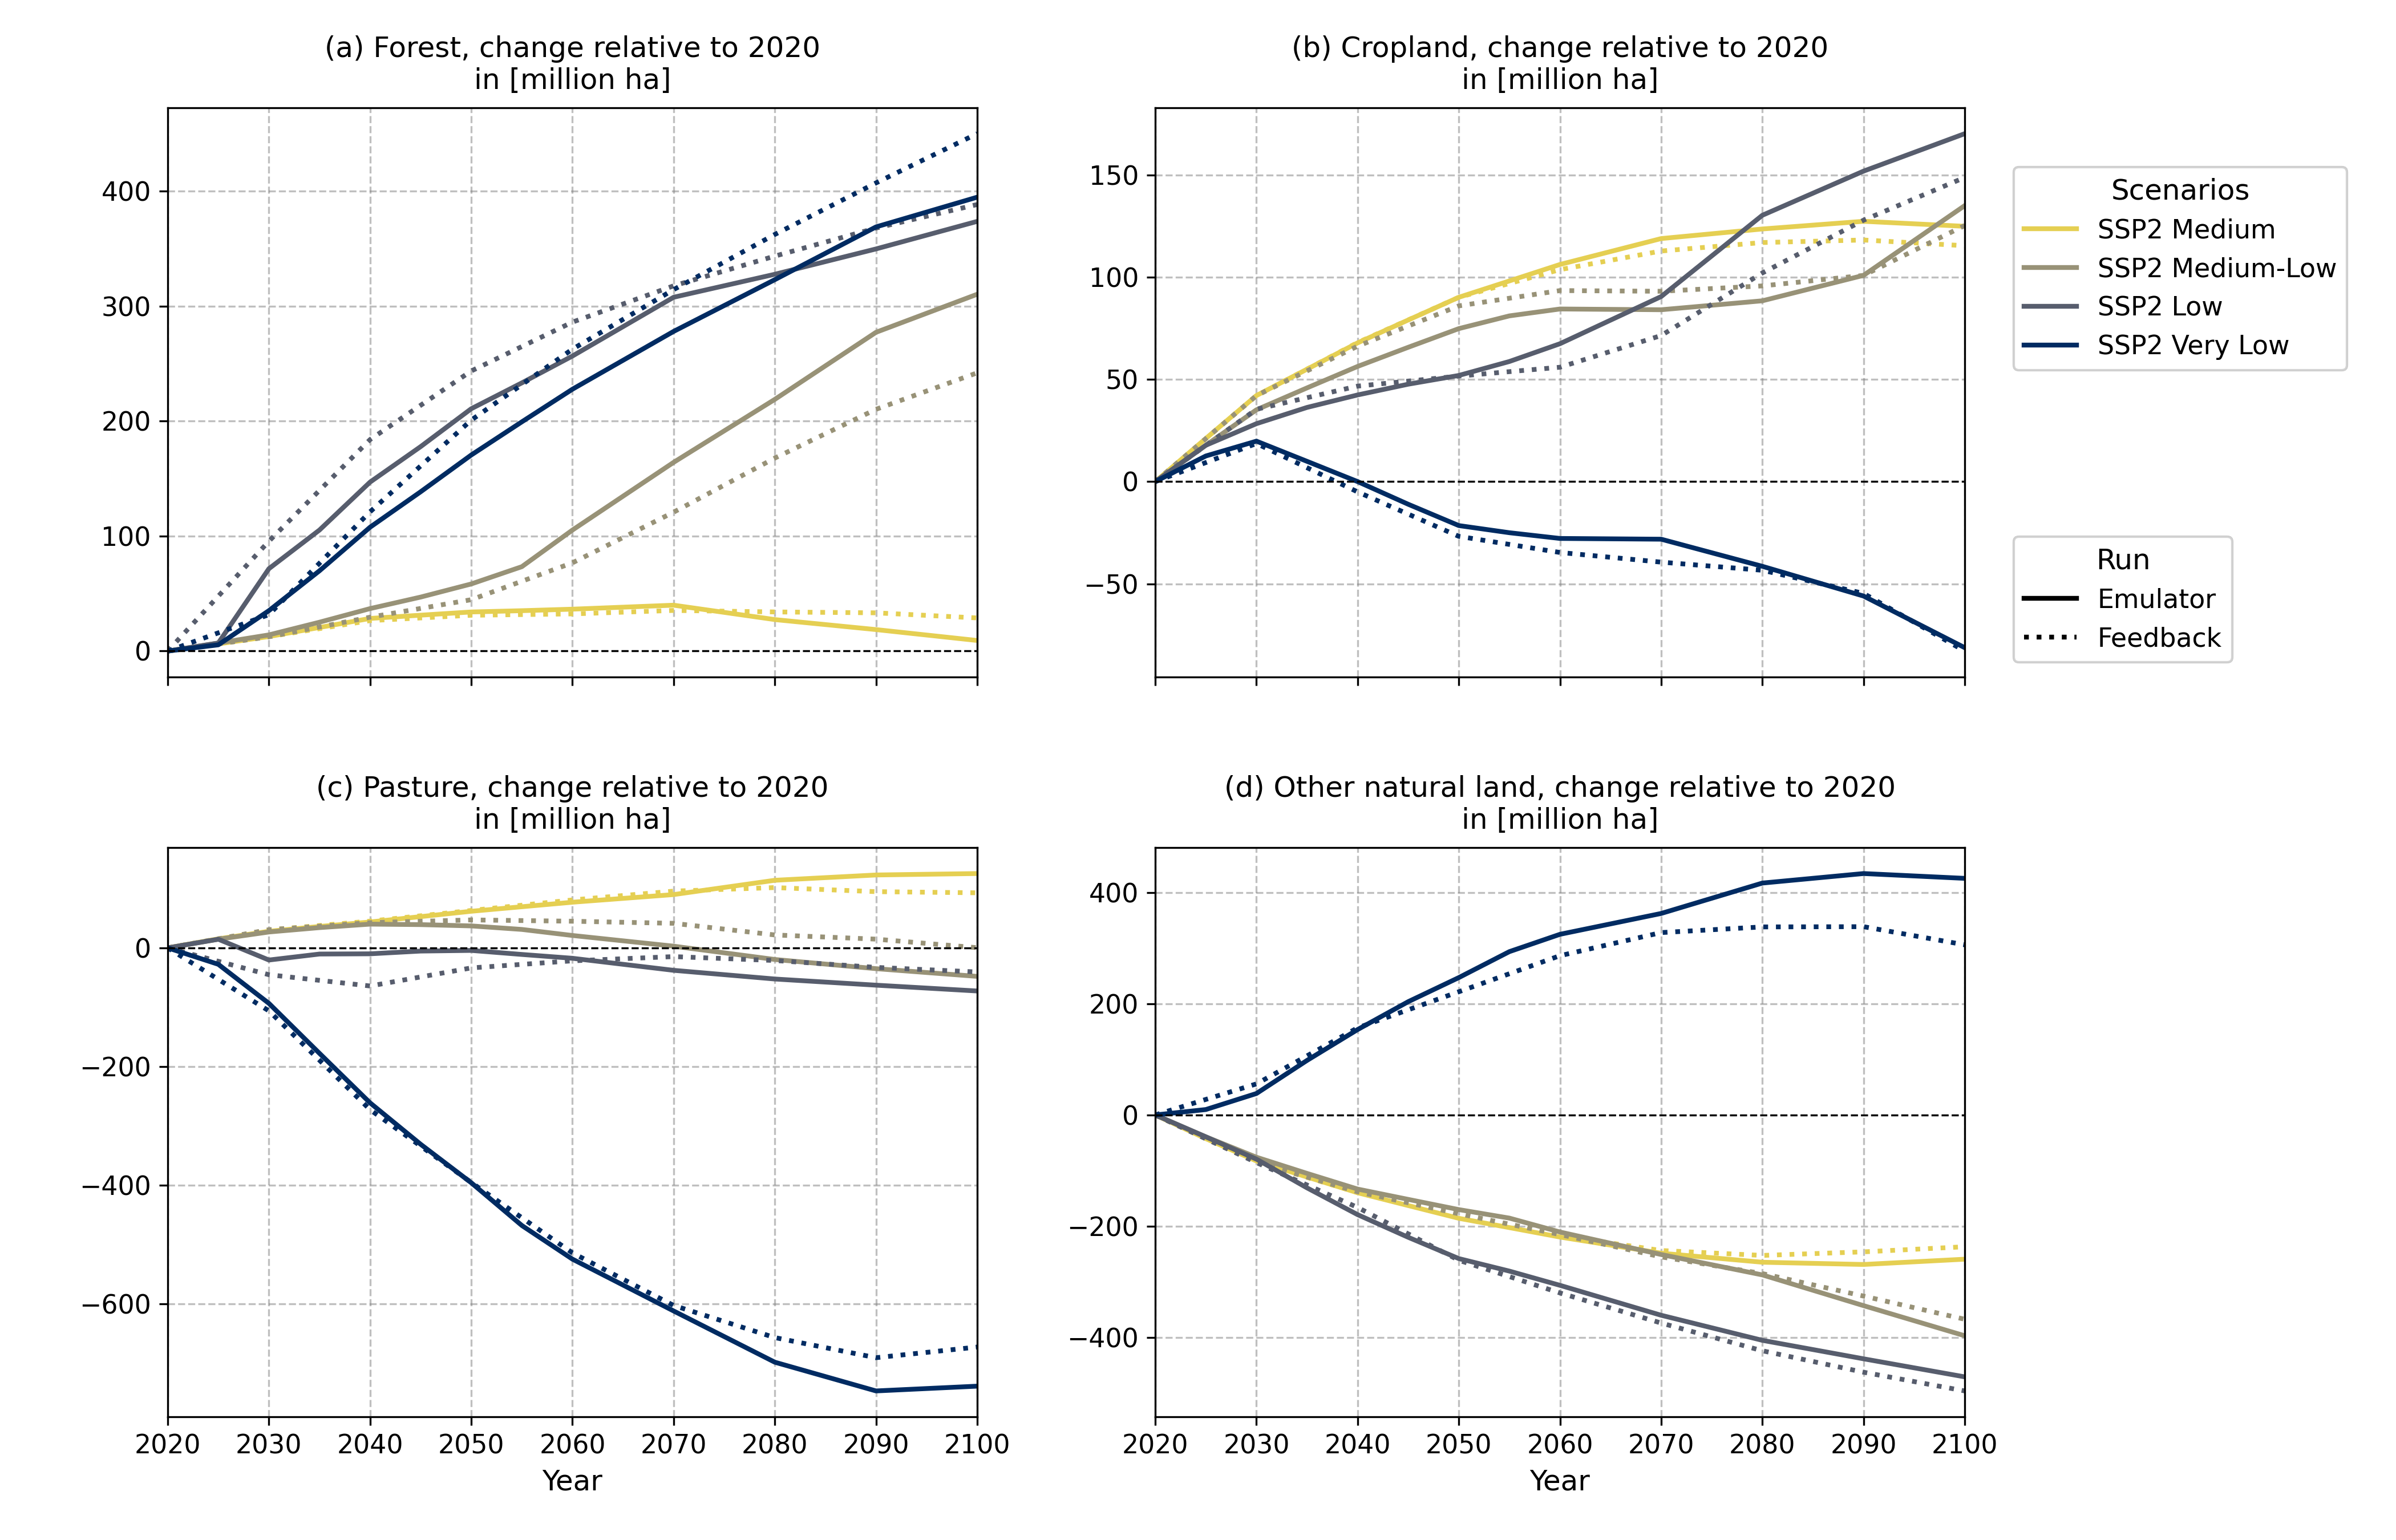 (a) Forest, change relative to 2020
in [million ha]
400
300
200
100
0
(b) Cropland, change relative to 2020
in [million ha]
150
100
50
0
−50
Scenarios
SSP2 Medium
SSP2 Medium-Low
SSP2 Low
SSP2 Very Low
Run
Emulator
Feedback
(c) Pasture, change relative to 2020
in [million ha]
0
−200
−400
−600
2020 2030 2040 2050 2060 2070 2080 2090 2100
Year
(d) Other natural land, change relative to 2020
in [million ha]
400
200
0
−200
−400
2020 2030 2040 2050 2060 2070 2080 2090 2100
Year